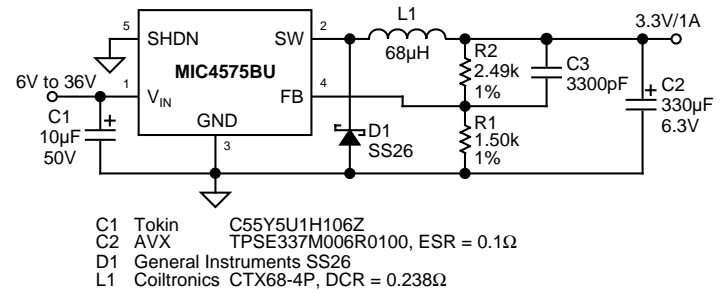 L1
3.3V/1A
5
SHDN
SW
2
68µH
R2
2.49k
1%
C3
3300pF
MIC4575BU
6V to 36V
1
VIN
FB
4
C2
330µF
6.3V
+
C1
10µF
50V
+
GND
3
D1
SS26
R1
1.50k
1%
C1 Tokin C55Y5U1H106Z
C2 AVX TPSE337M006R0100, ESR = 0.1Ω
D1 General Instruments SS26
L1 Coiltronics CTX68-4P, DCR = 0.238Ω